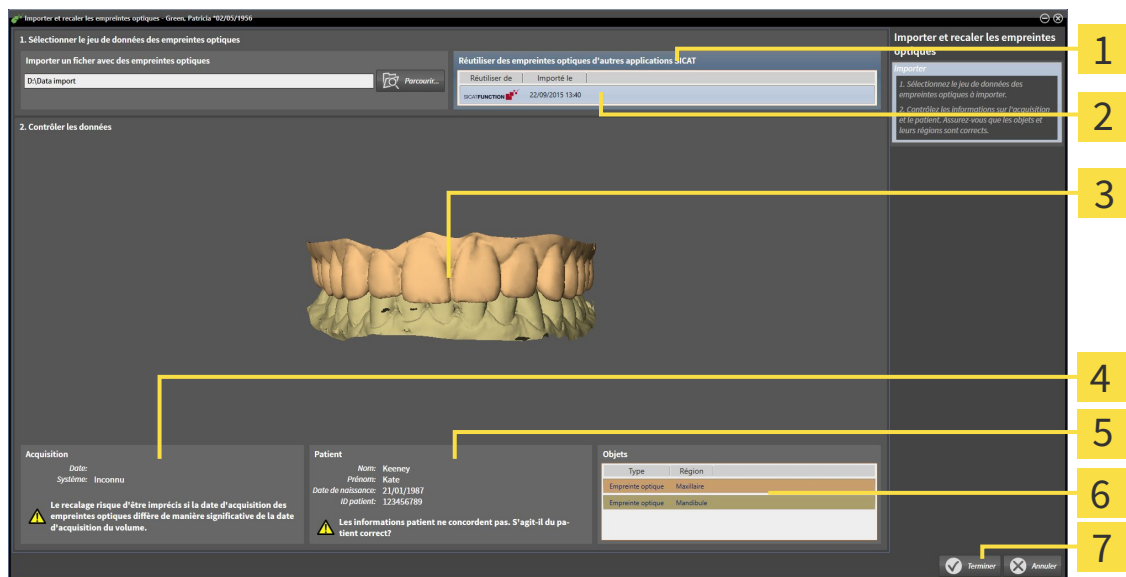 Importer et recaler les empreintes optiques - Green, Patricia *02/05/1956
1. Sélectionner le jeu de données des empreintes optiques
Importer un ficher avec des empreintes optiques
D:\Data import
Parcourir...
Réutiliser des empreintes optiques d'autres applications SICAT
Réutiliser de
Importé le
SICAT FUNCTION
22/09/2015 13:40
Importer et recaler les empreintes
optiques
Importer
1. Sélectionnez le jeu de données des
empreintes optiques à importer.
2. Contrôlez les informations sur l'acquisition
et le patient. Assurez-vous que les objets et
leurs régions sont corrects.
2. Contrôler les données
Acquisition
Date:
Système: Inconnu
Le recalage risque d'être imprécis si la date d'acquisition des
empreintes optiques diffère de manière significative de la date
d'acquisition du volume.
Patient
Nom: Keeney
Prénom: Kate
Date de naissance: 21/01/1987
ID patient: 123456789
Les informations patient ne concordent pas. S'agit-il du pa-
tient correct?
Objets
Type
Région
Empreinte optique
Maxillaire
Empreinte optique
Mandibule
Terminer
Annuler
1
2
3
4
5
6
7